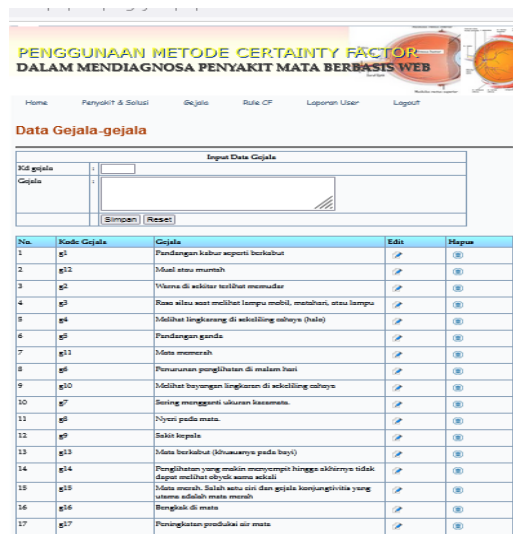 PENGGUNAAN METODE CERTAINTY FACTOR
DALAM MENDIAGNOSA PENYAKIT MATA BERBASIS WEB
Home Penyakit & Solusi Gejala Rule CF Laporan User Logout
Data Gejala-gejala
Input Data Gejala
Kd gejala :
Gejala :
Simpan Reset
No. Kode Gejala Gejala Edit Hapus
1 g1 Pandangan kabur seperti berkabut
2 g12 Mual atau muntah
3 g2 Warna di sekitar terlihat memudar
4 g3 Rasa silau saat melihat lampu mobil, matahari, atau lampu
5 g4 Melihat lingkarang di sekeliling cahaya (halo)
6 g5 Pandangan ganda
7 g11 Mata memerah
8 g6 Penurunan penglihatan di malam hari
9 g10 Melihat bayangan lingkaran di sekeliling cahaya
10 g7 Sering mengganti ukuran kacamata.
11 g8 Nyeri pada mata.
12 g9 Sakit kepala
13 g13 Mata berkabut (khususnya pada bayi)
14 g14 Penglihatan yang makin menyempit hingga akhirnya tidak
dapat melihat obyek sama sekali
15 g15 Mata merah. Salah satu ciri dan gejala konjungtivitis yang
utama adalah mata merah
16 g16 Bengkak di mata
17 g17 Peningkatan produksi air mata